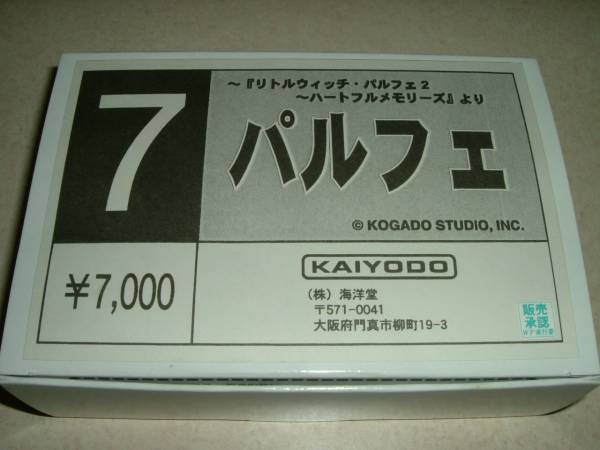 7
～『リトルウィッチ・パルフェ2
～ハートフルメモリーズ』より
パルフェ
© KOGADO STUDIO, INC.
¥7,000
KAIYODO
（株）海洋堂
〒571-0041
大阪府門真市柳町19-3
販売
承認